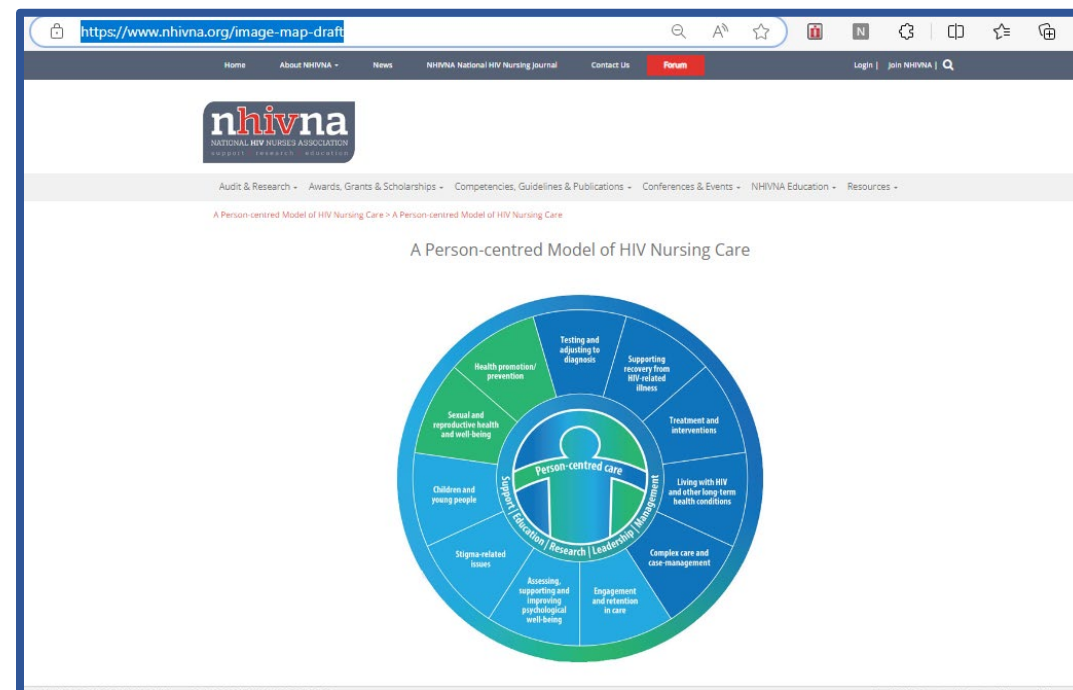 https://www.nhivna.org/image-map-draft
Home About NHIVNA News NHIVNA National HIV Nursing Journal Contact Us Forum Login | Join NHIVNA |
nhivna
NATIONAL HIV NURSES ASSOCIATION
support research education
Audit & Research Awards, Grants & Scholarships Competencies, Guidelines & Publications Conferences & Events NHIVNA Education Resources
A Person-centred Model of HIV Nursing Care > A Person-centred Model of HIV Nursing Care
A Person-centred Model of HIV Nursing Care
Testing and
adjusting to
diagnosis
Supporting
recovery from
HIV-related
illness
Treatment and
interventions
Living with HIV
and other long-term
health conditions
Complex care and
case-management
Engagement
and retention
in care
Assessing,
supporting and
improving
psychological
well-being
Stigma-related
issues
Children and
young people
Sexual and
reproductive health
and well-being
Health promotion/
prevention
Person-centred care
Support | Education | Research | Leadership | Management